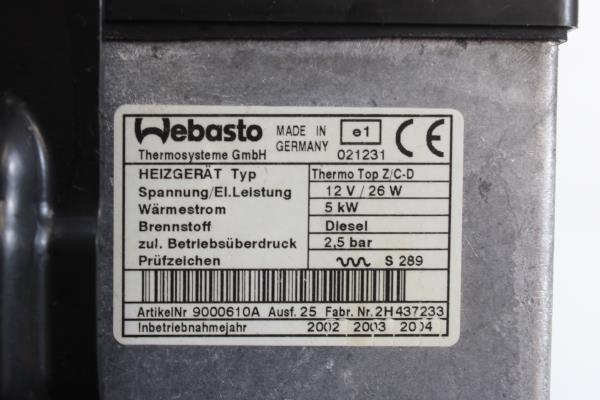 Webasto MADE IN GERMANY e1 CE
Thermosysteme GmbH 021231
HEIZGERÄT Typ Thermo Top Z/C-D
Spannung/El.Leistung 12 V / 26 W
Wärmestrom 5 kW
Brennstoff Diesel
zul. Betriebsüberdruck 2,5 bar
Prüfzeichen S 289
ArtikelNr 9000610A Ausf. 25 Fabr. Nr.2H437233
Inbetriebnahmejahr 2002 2003 2004